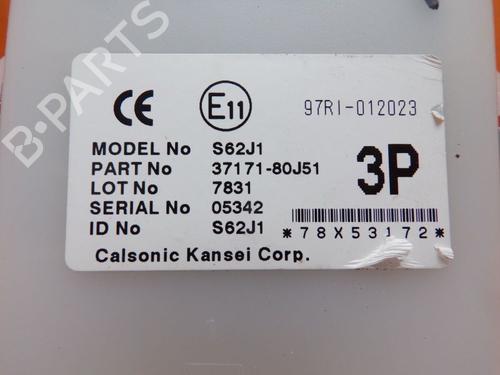 B-PARTS
CE E11 97RI-012023
MODEL No S62J1
PART No 37171-80J51
LOT No 7831
SERIAL No 05342
ID No S62J1
3P
*78X53172*
Calsonic Kansei Corp.